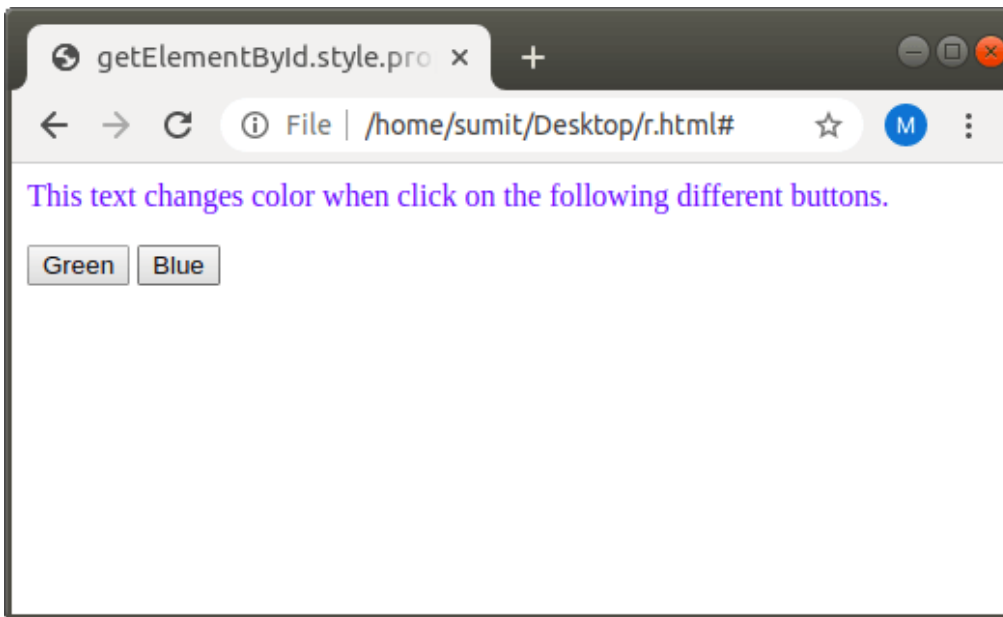 getElementById.style.pro
File /home/sumit/Desktop/r.html# M
This text changes color when click on the following different buttons.
Green Blue